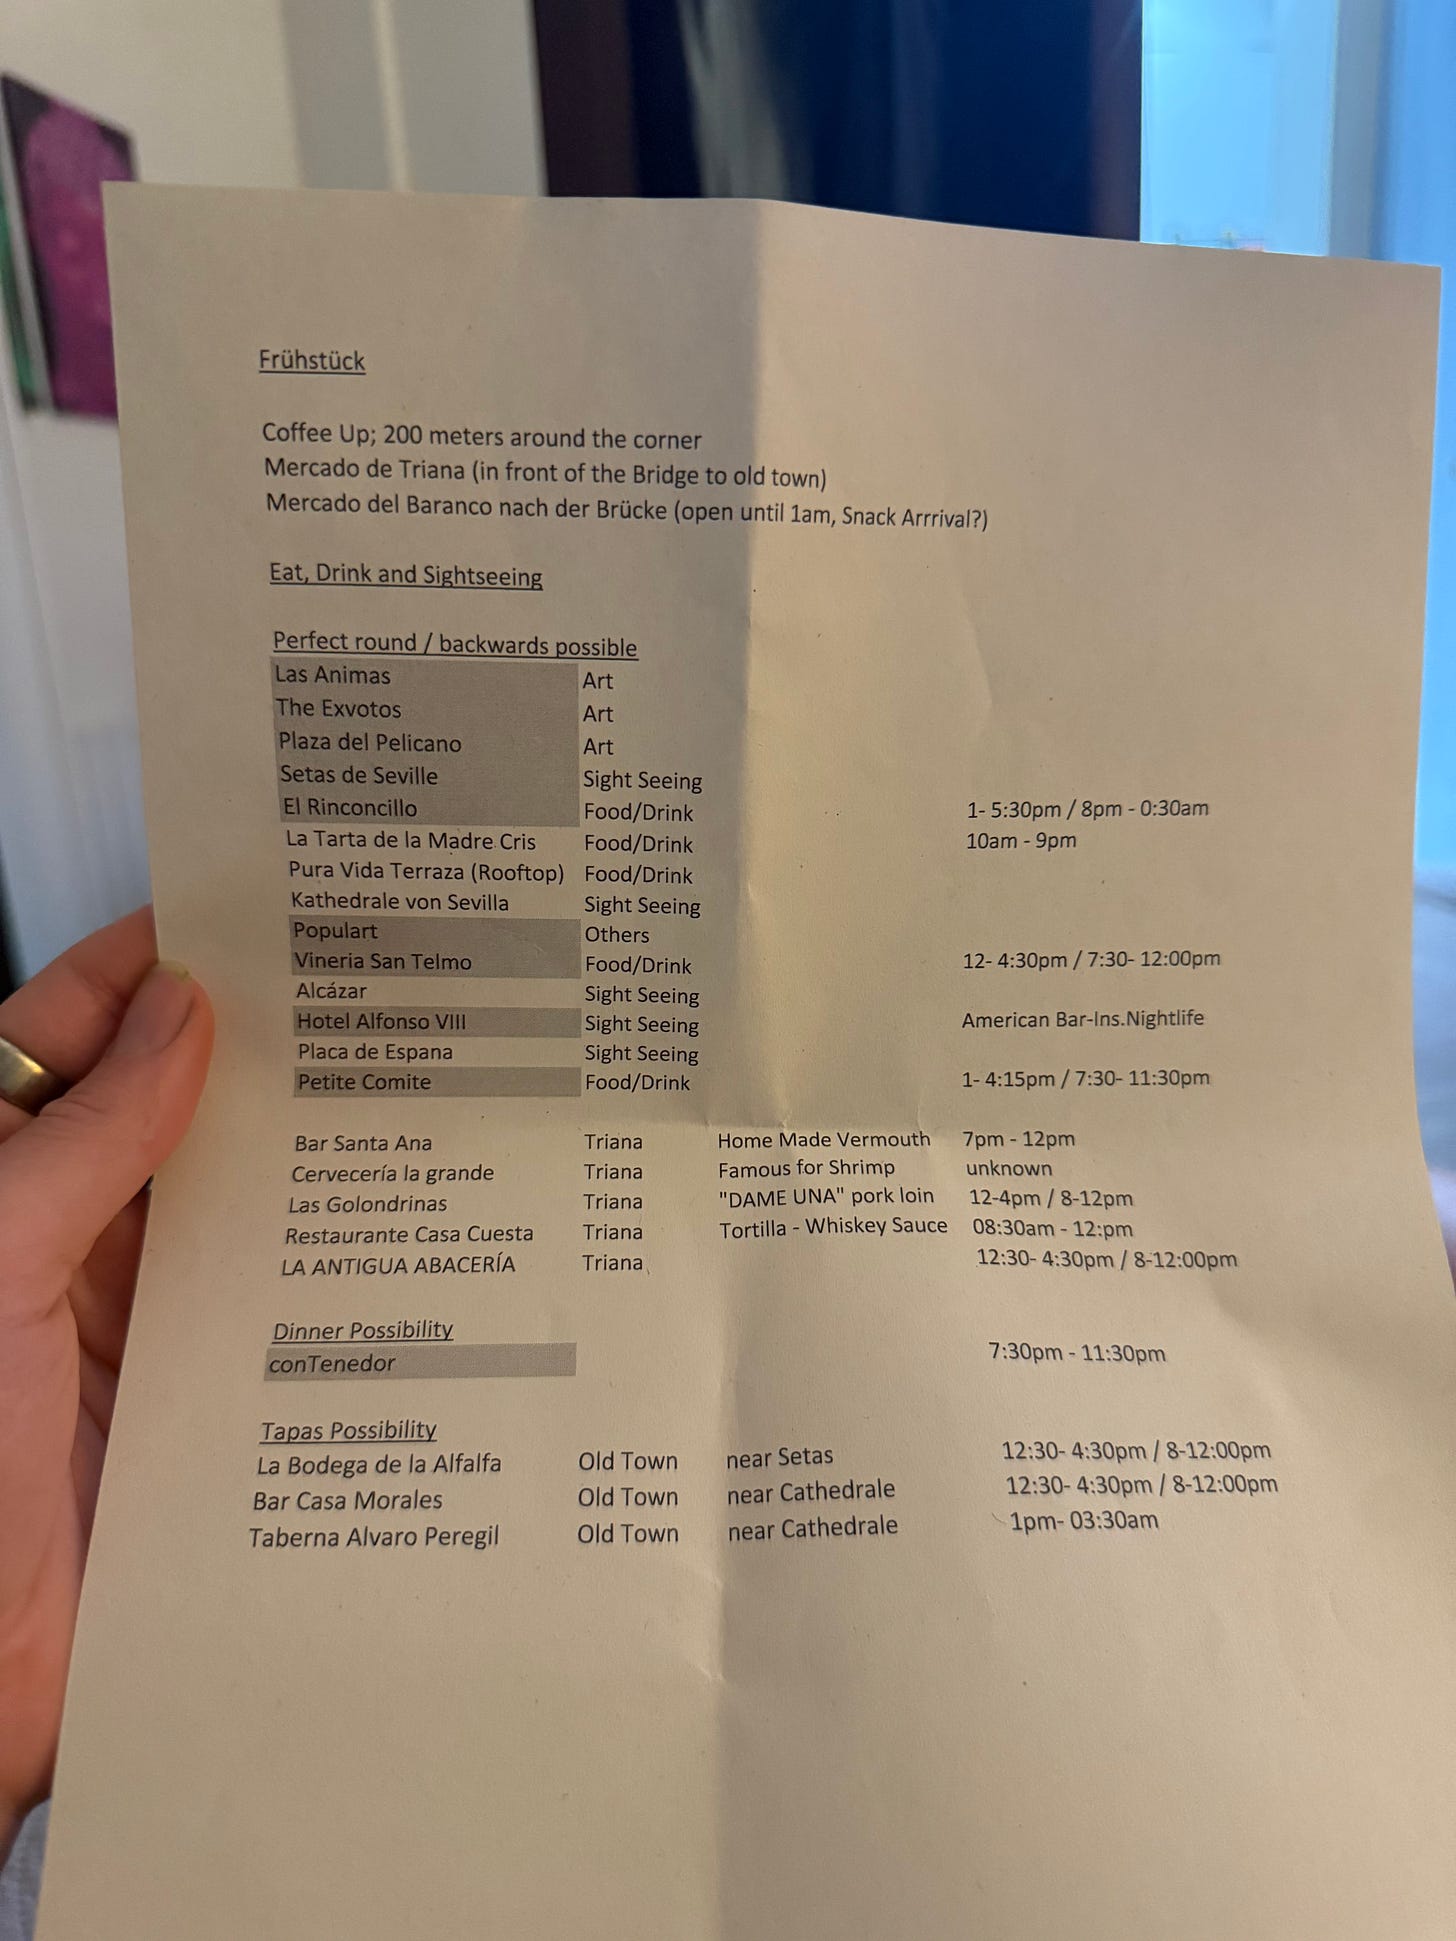 Frühstück
Coffee Up; 200 meters around the corner
Mercado de Triana (in front of the Bridge to old town)
Mercado del Baranco nach der Brücke (open until 1am, Snack Arrrival?)
Eat, Drink and Sightseeing
Perfect round / backwards possible
Las Animas Art
The Exvotos Art
Plaza del Pelicano Art
Setas de Seville Sight Seeing
El Rinconcillo Food/Drink 1- 5:30pm / 8pm - 0:30am
La Tarta de la Madre Cris Food/Drink 10am - 9pm
Pura Vida Terraza (Rooftop) Food/Drink
Kathedrale von Sevilla Sight Seeing
Populart Others
Vineria San Telmo Food/Drink 12- 4:30pm / 7:30- 12:00pm
Alcázar Sight Seeing
Hotel Alfonso VIII Sight Seeing American Bar-Ins.Nightlife
Placa de Espana Sight Seeing
Petite Comite Food/Drink 1- 4:15pm / 7:30- 11:30pm
Bar Santa Ana Triana Home Made Vermouth 7pm - 12pm
Cervecería la grande Triana Famous for Shrimp unknown
Las Golondrinas Triana "DAME UNA" pork loin 12-4pm / 8-12pm
Restaurante Casa Cuesta Triana Tortilla - Whiskey Sauce 08:30am - 12:pm
LA ANTIGUA ABACERÍA Triana 12:30- 4:30pm / 8-12:00pm
Dinner Possibility
conTenedor 7:30pm - 11:30pm
Tapas Possibility
La Bodega de la Alfalfa Old Town near Setas 12:30- 4:30pm / 8-12:00pm
Bar Casa Morales Old Town near Cathedrale 12:30- 4:30pm / 8-12:00pm
Taberna Alvaro Peregil Old Town near Cathedrale 1pm- 03:30am